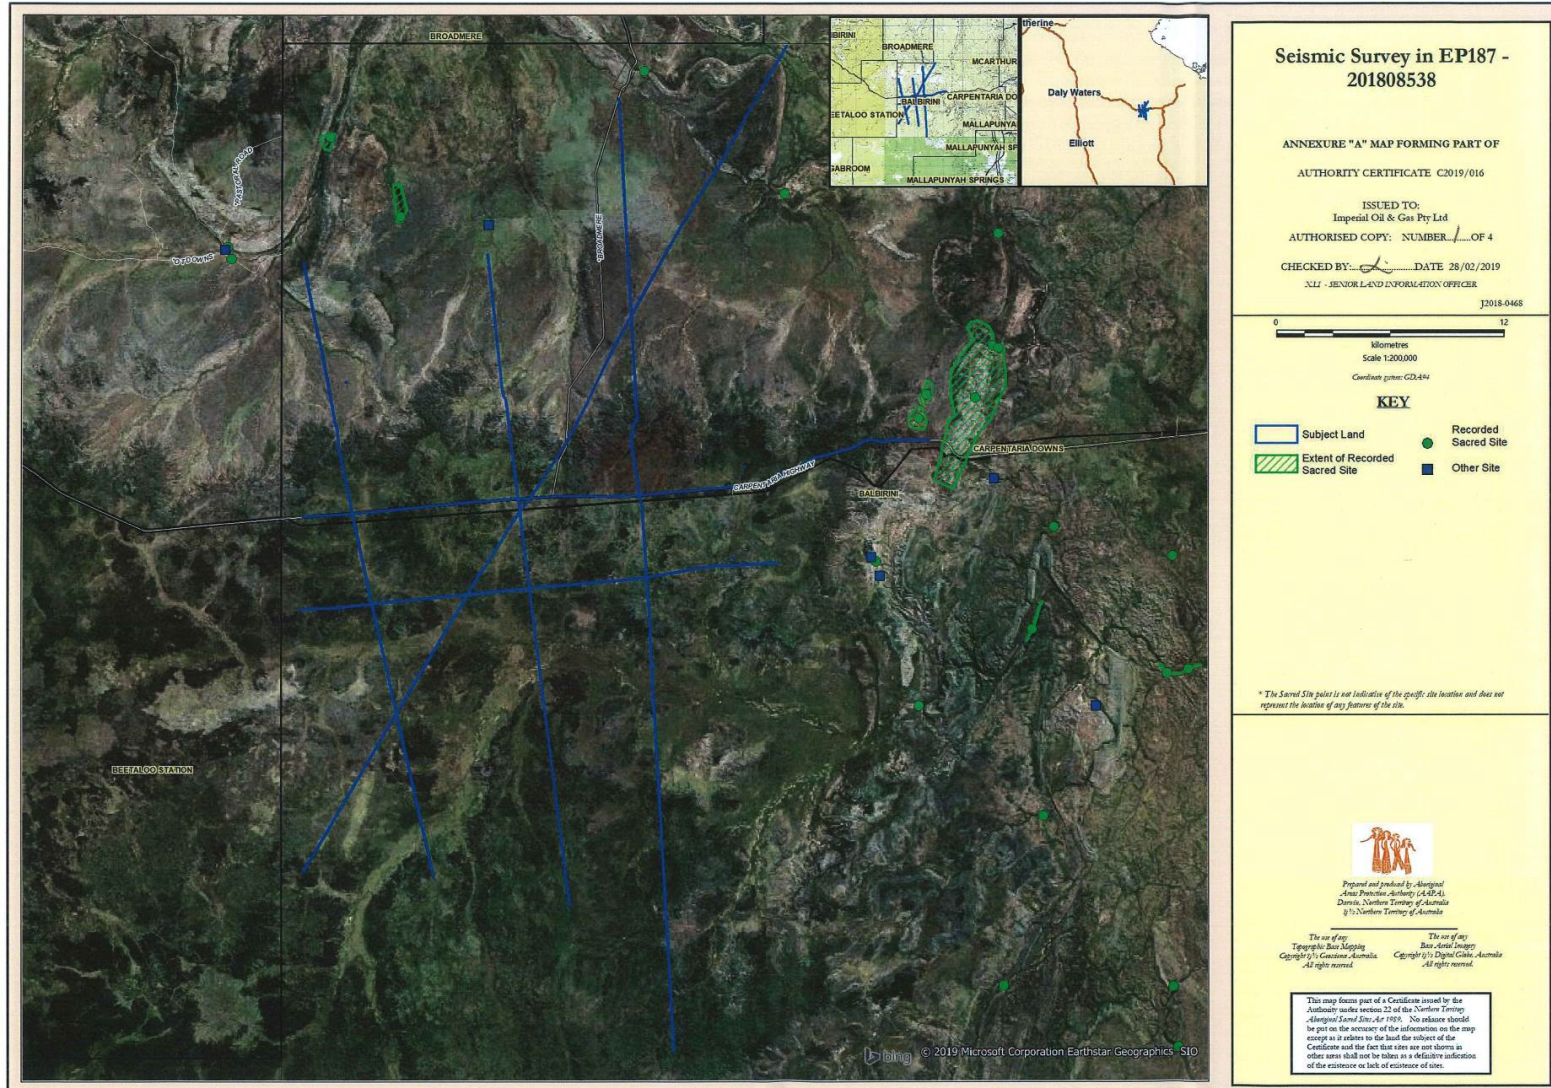 BROADMERE
"PASTORAL ROAD
"OT DOWNS
"BROADMERE
CARPENTARIA HIGHWAY
CARPENTARIA DOWNS
BALBIRINI
BEETALOO STATION
bing © 2019 Microsoft Corporation Earthstar Geographics SIO
IBIRINI
BROADMERE
MCARTHUR
BALBIRINI
CARPENTARIA DO
EETALOO STATION
MALLAPUNYA
MALLAPUNYAH SP
GABROOM
MALLAPUNYAH SPRINGS
therine
Daly Waters
Elliott
Seismic Survey in EP187 -
201808538
ANNEXURE "A" MAP FORMING PART OF
AUTHORITY CERTIFICATE C2019/016
ISSUED TO:
Imperial Oil & Gas Pty Ltd
AUTHORISED COPY: NUMBER...1...OF 4
CHECKED BY:..............DATE 28/02/2019
X.LI - SENIOR LAND INFORMATION OFFICER
J2018-0468
0 12
kilometres
Scale 1:200,000
Coordinate system: GDA94
KEY
Subject Land
Extent of Recorded
Sacred Site
Recorded
Sacred Site
Other Site
* The Sacred Site point is not indicative of the specific site location and does not
represent the location of any features of the site.
Prepared and produced by Aboriginal
Areas Protection Authority (AAPA),
Darwin, Northern Territory of Australia
ï¿½ Northern Territory of Australia
The use of any
Topographic Base Mapping
Copyright ï¿½ Geoscience Australia.
All rights reserved.
The use of any
Base Aerial Imagery
Copyright ï¿½ Digital Globe, Australia
All rights reserved.
This map forms part of a Certificate issued by the
Authority under section 22 of the Northern Territory
Aboriginal Sacred Sites Act 1989. No reliance should
be put on the accuracy of the information on the map
except as it relates to the land the subject of the
Certificate and the fact that sites are not shown in
other areas shall not be taken as a definitive indication
of the existence or lack of existence of sites.